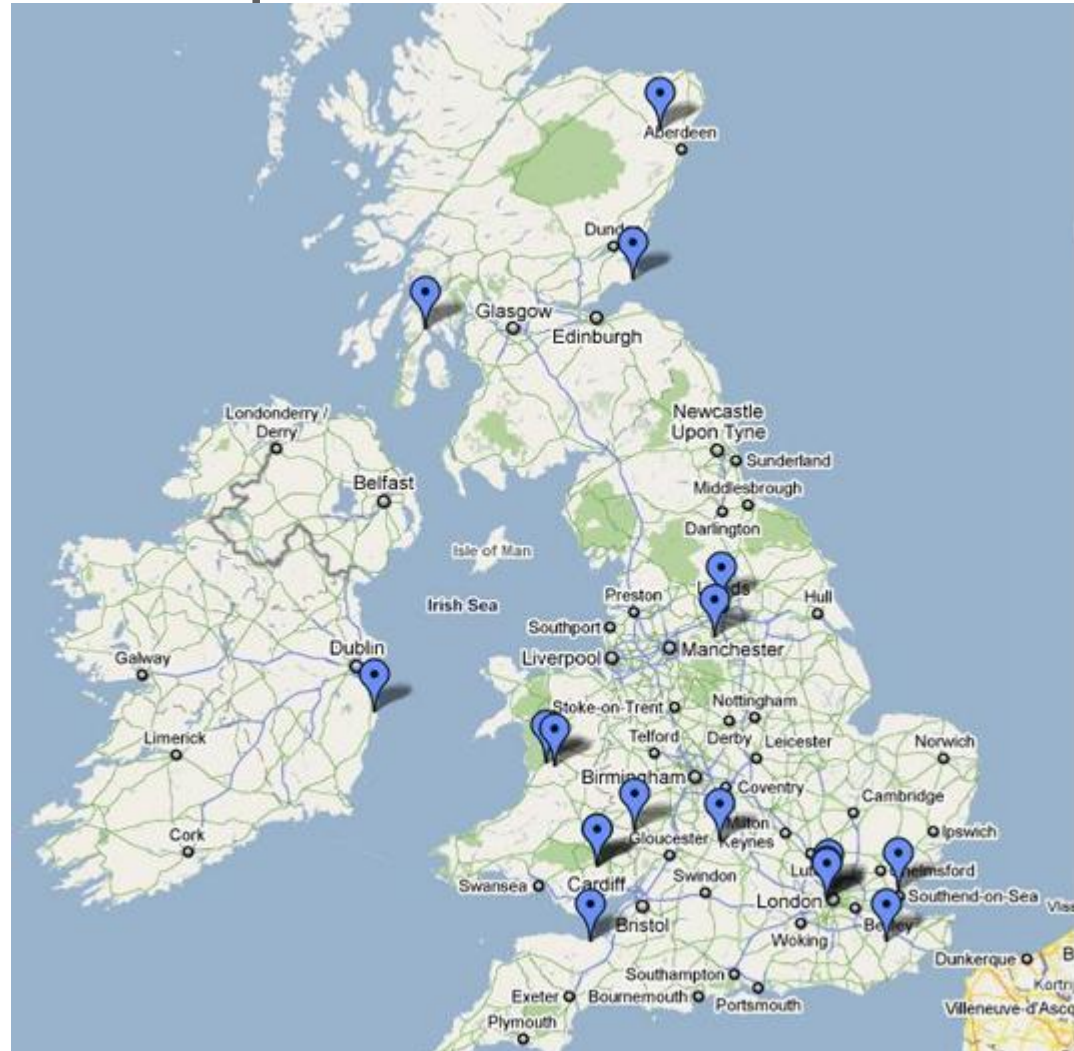 Aberdeen
Glasgow
Edinburgh
Newcastle
Upon Tyne
Londonderry /
Derry
Sunderland
Belfast
Middlesbrough
Darlington
Isle of Man
Preston
Hull
Irish Sea
Southport
Dublin
Manchester
Galway
Liverpool
Stoke-on-Trent
Nottingham
Limerick
Telford
Derby
Leicester
Norwich
Birmingham
Coventry
Cambridge
Cork
Gloucester
Keynes
Ipswich
Swansea
Cardiff
Swindon
London
Southend-on-Sea
Bristol
Woking
Dunkerque
Southampton
Exeter
Bournemouth
Portsmouth
Plymouth
Villeneuve-d'Ascq